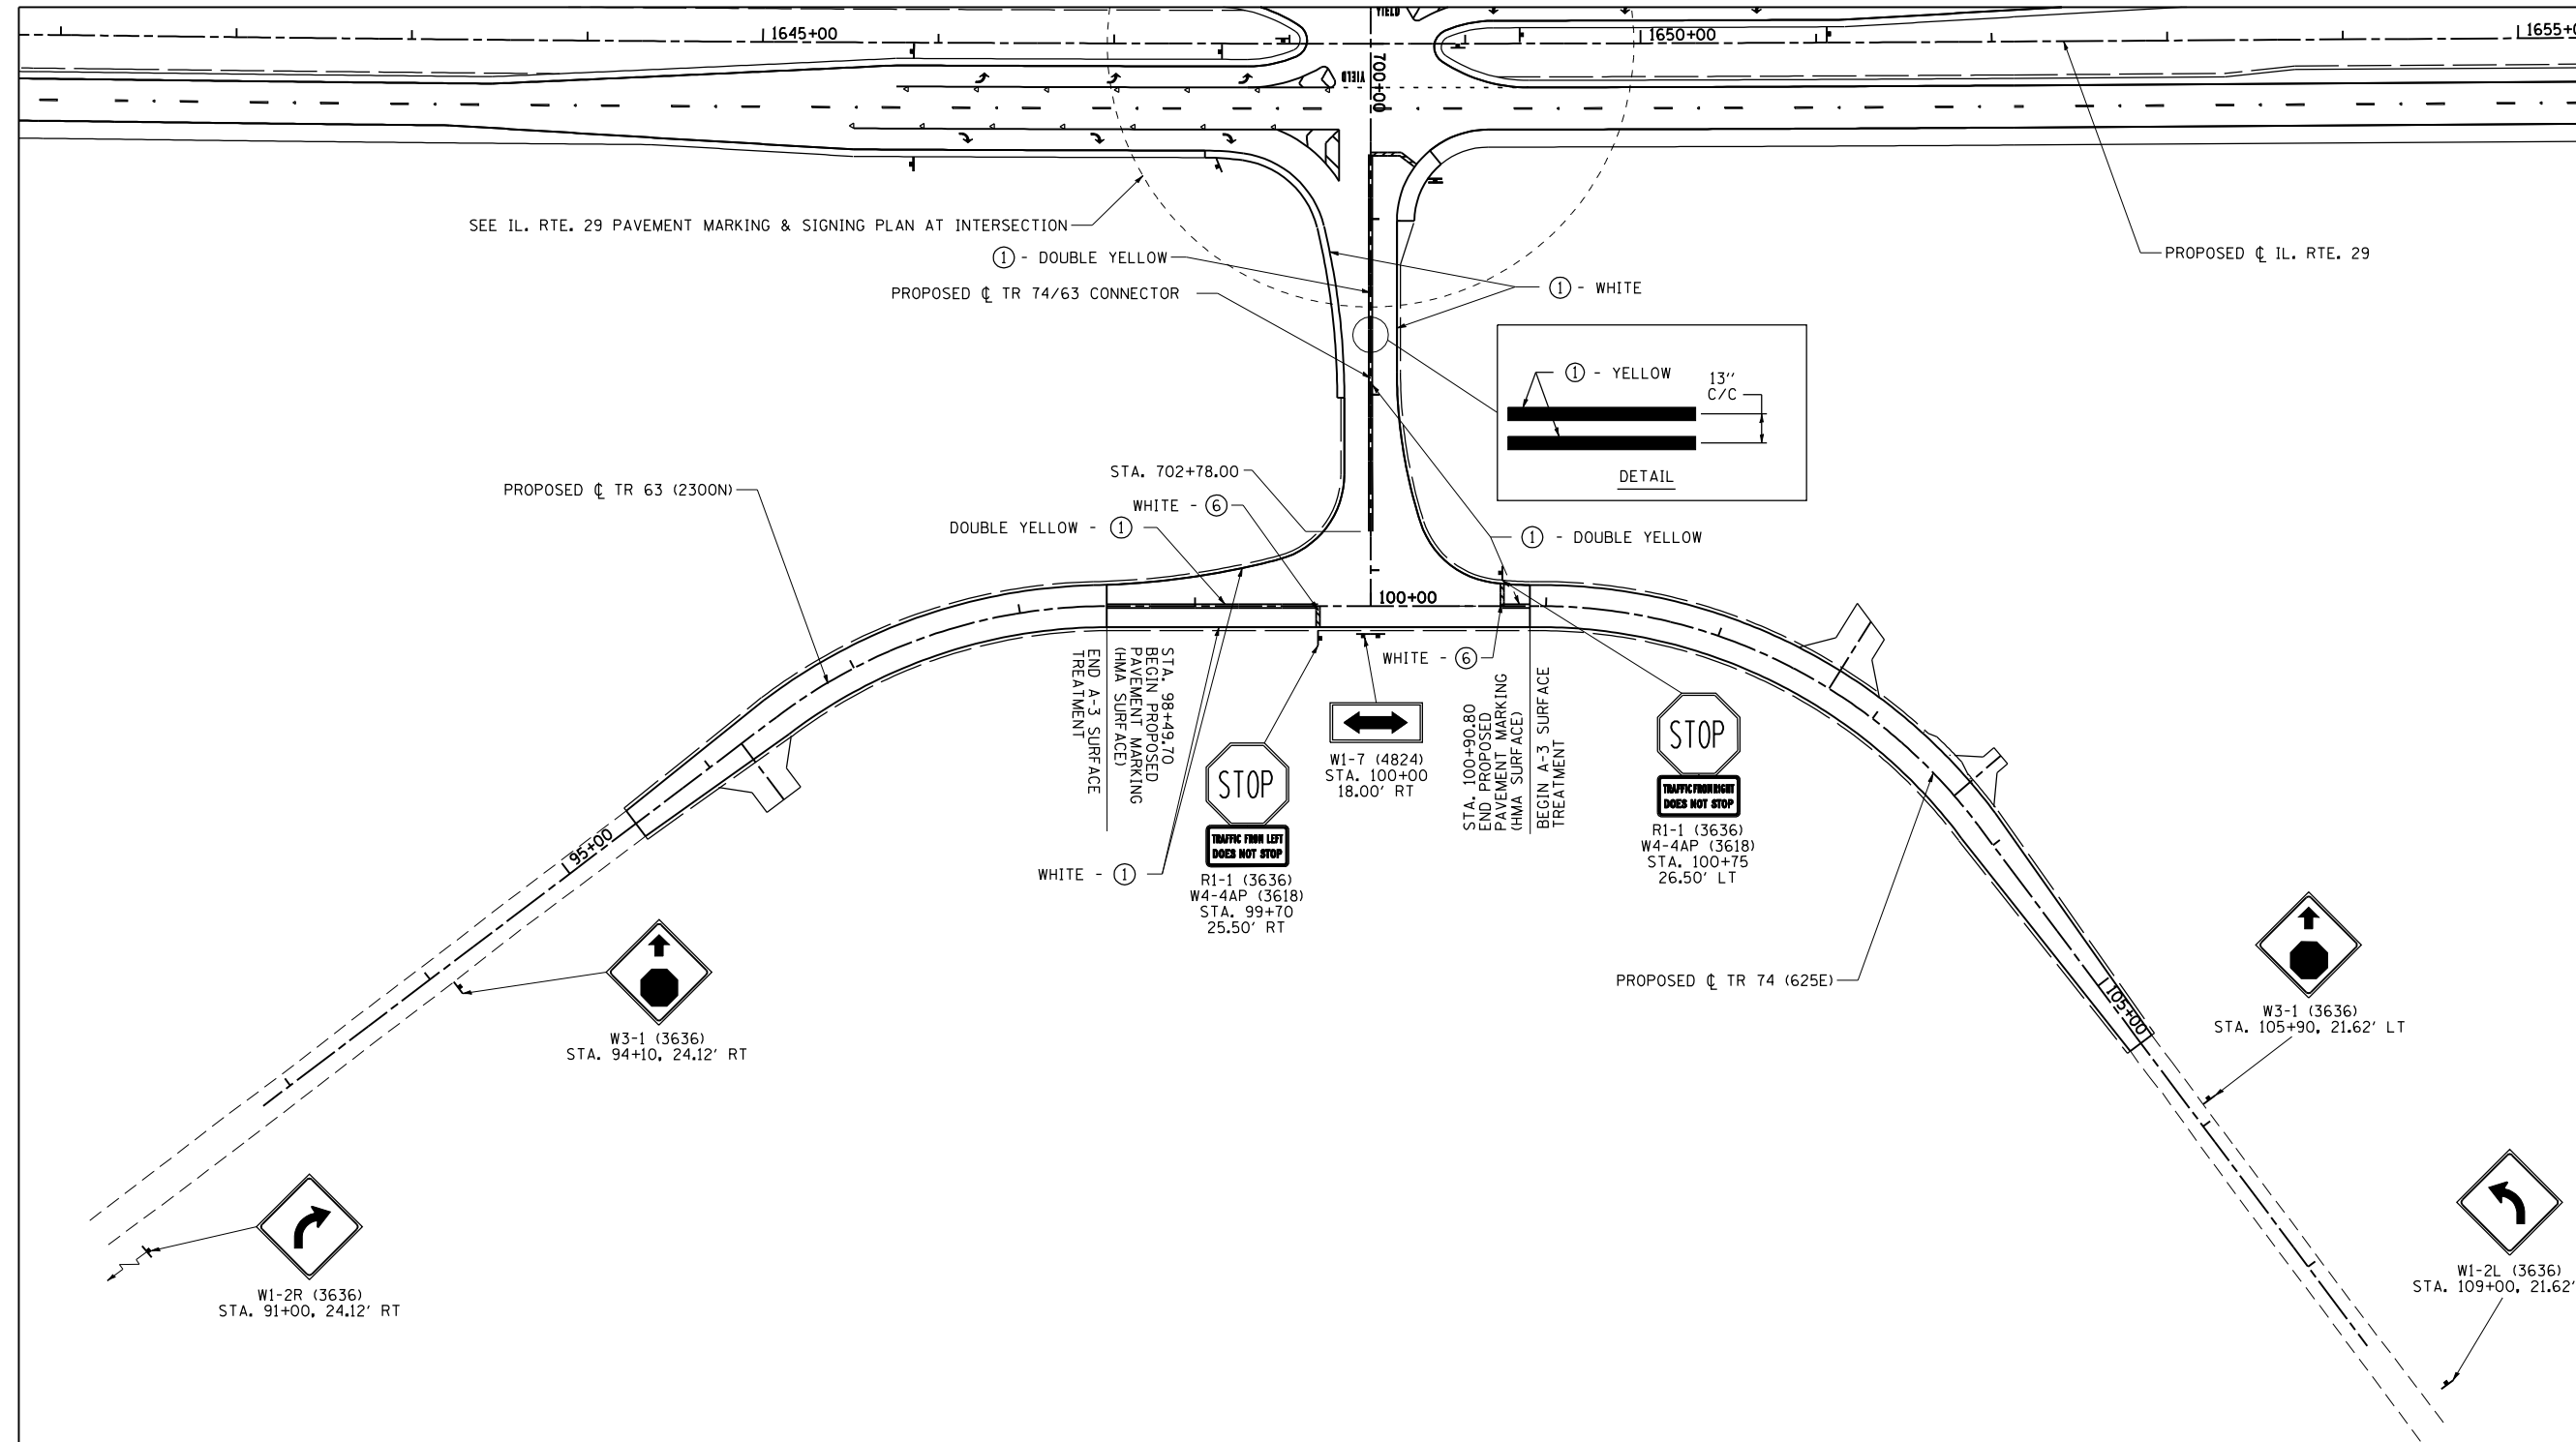 YIELD
1645+00
1650+00
1655+0
YIELD
700+00
SEE IL. RTE. 29 PAVEMENT MARKING & SIGNING PLAN AT INTERSECTION
PROPOSED ℄ IL. RTE. 29
① - DOUBLE YELLOW
PROPOSED ℄ TR 74/63 CONNECTOR
① - WHITE
① - YELLOW
13''
C/C
DETAIL
STA. 702+78.00
PROPOSED ℄ TR 63 (2300N)
WHITE - ⑥
DOUBLE YELLOW - ①
① - DOUBLE YELLOW
100+00
WHITE - ⑥
STA. 98+49.70
BEGIN PROPOSED
PAVEMENT MARKING
(HMA SURFACE)
END A-3 SURFACE
TREATMENT
STA. 100+90.80
END PROPOSED
PAVEMENT MARKING
(HMA SURFACE)
BEGIN A-3 SURFACE
TREATMENT
W1-7 (4824)
STA. 100+00
18.00' RT
STOP
TRAFFIC FROM LEFT
DOES NOT STOP
R1-1 (3636)
W4-4AP (3618)
STA. 99+70
25.50' RT
STOP
TRAFFIC FROM RIGHT
DOES NOT STOP
R1-1 (3636)
W4-4AP (3618)
STA. 100+75
26.50' LT
WHITE - ①
95+00
105+00
PROPOSED ℄ TR 74 (625E)
W3-1 (3636)
STA. 94+10, 24.12' RT
W3-1 (3636)
STA. 105+90, 21.62' LT
W1-2R (3636)
STA. 91+00, 24.12' RT
W1-2L (3636)
STA. 109+00, 21.62'